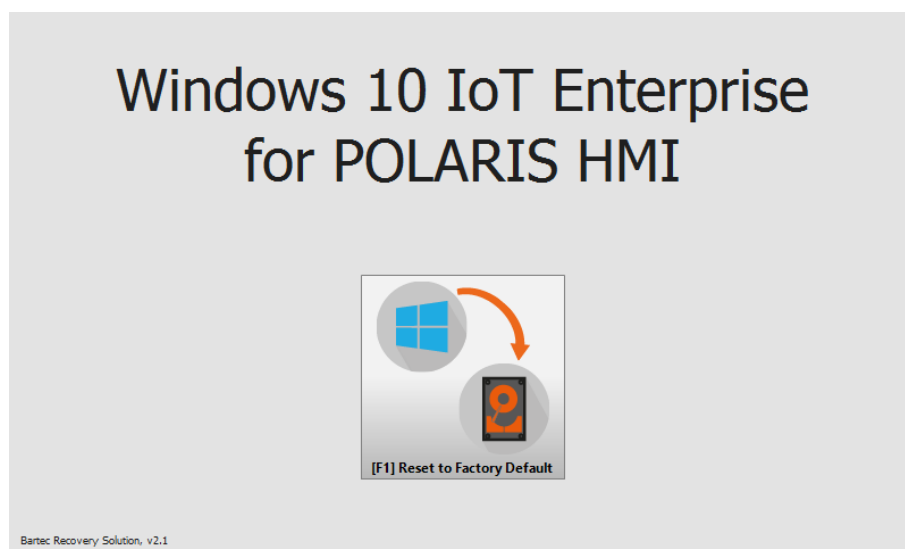 Windows 10 IoT Enterprise
for POLARIS HMI
[F1] Reset to Factory Default
Bartec Recovery Solution, v2.1